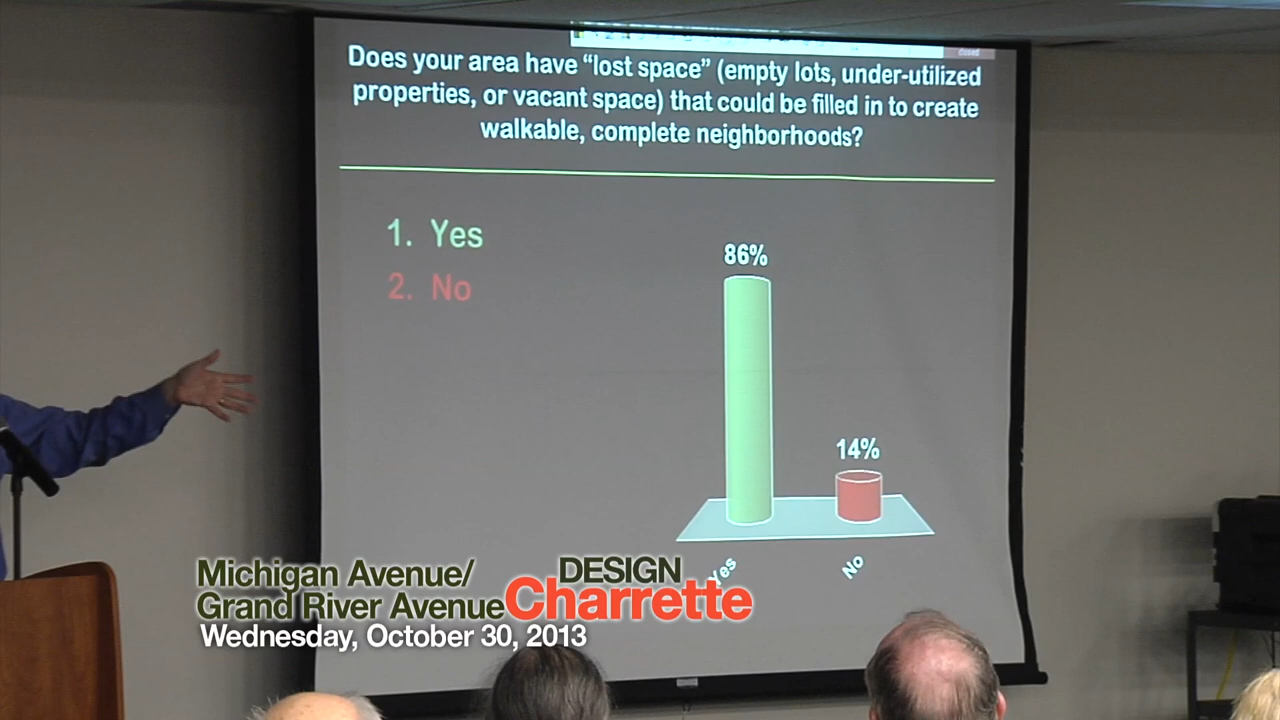 closed
Does your area have “lost space” (empty lots, under-utilized
properties, or vacant space) that could be filled in to create
walkable, complete neighborhoods?
1. Yes
2. No
86%
14%
Yes
No
Michigan Avenue/
Grand River Avenue
DESIGN
Charrette
Wednesday, October 30, 2013